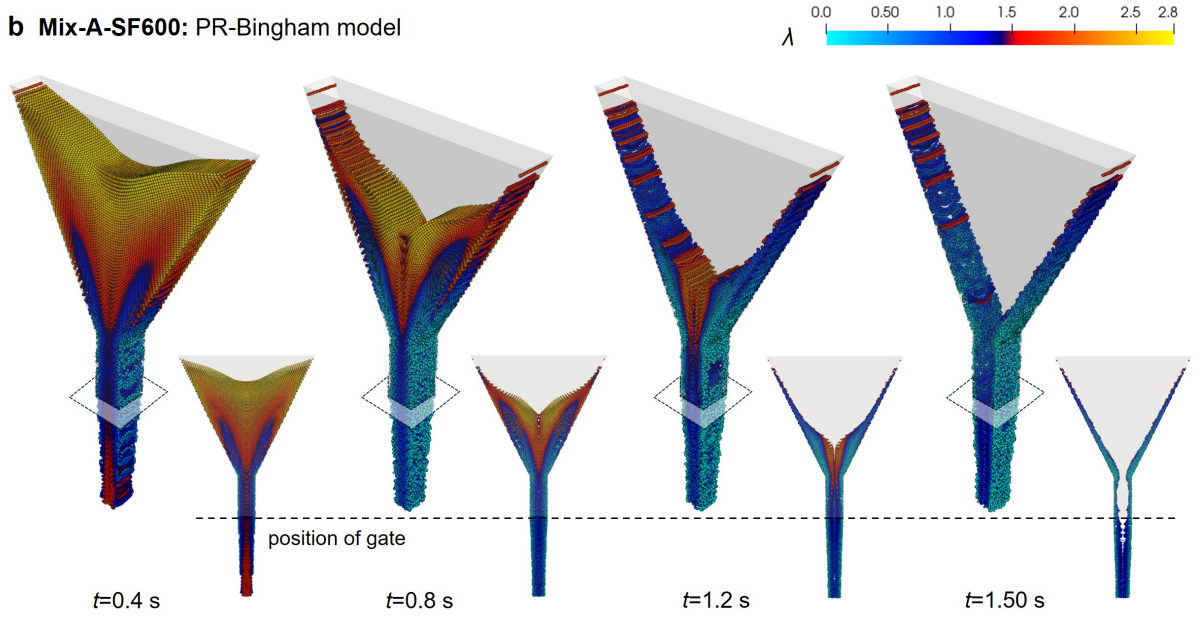 b Mix-A-SF600: PR-Bingham model
λ 0.0 0.50 1.0 1.50 2.0 2.5 2.8
position of gate
t=0.4 s t=0.8 s t=1.2 s t=1.50 s